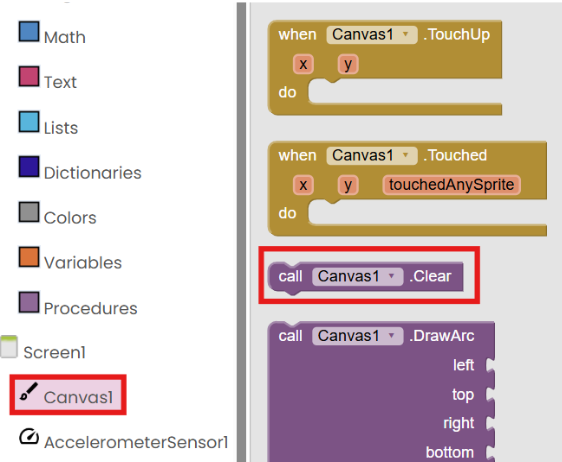 Math
Text
Lists
Dictionaries
Colors
Variables
Procedures
Screen1
Canvas1
AccelerometerSensor1
when Canvas1 .TouchUp
x y
do
when Canvas1 .Touched
x y touchedAnySprite
do
call Canvas1 .Clear
call Canvas1 .DrawArc
left
top
right
bottom